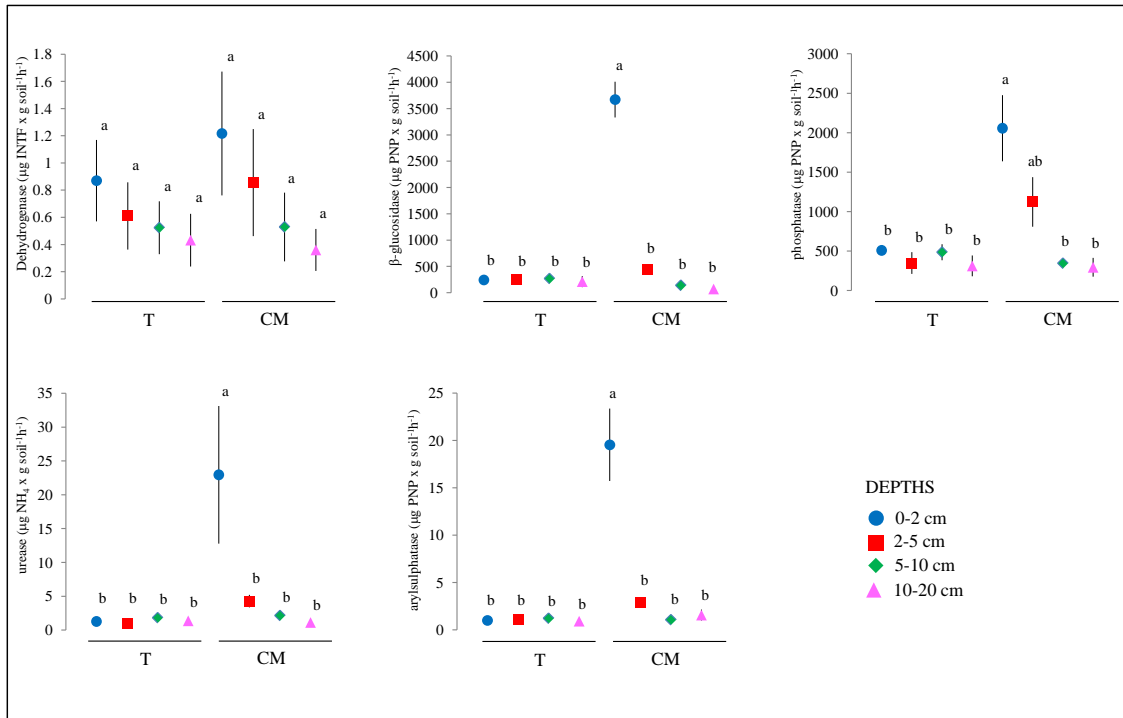 Dehydrogenase (µg INTF x g soil⁻¹h⁻¹)
1.8
1.6
1.4
1.2
1
0.8
0.6
0.4
0.2
0
a a a a a a a a
T CM
β-glucosidase (µg PNP x g soil⁻¹h⁻¹)
4500
4000
3500
3000
2500
2000
1500
1000
500
0
b b b b a b b b
T CM
phosphatase (µg PNP x g soil⁻¹h⁻¹)
3000
2500
2000
1500
1000
500
0
b b b b a ab b b
T CM
urease (µg NH₄ x g soil⁻¹h⁻¹)
35
30
25
20
15
10
5
0
b b b b a b b b
T CM
arylsulphatase (µg PNP x g soil⁻¹h⁻¹)
25
20
15
10
5
0
b b b b a b b b
T CM
DEPTHS
0-2 cm
2-5 cm
5-10 cm
10-20 cm